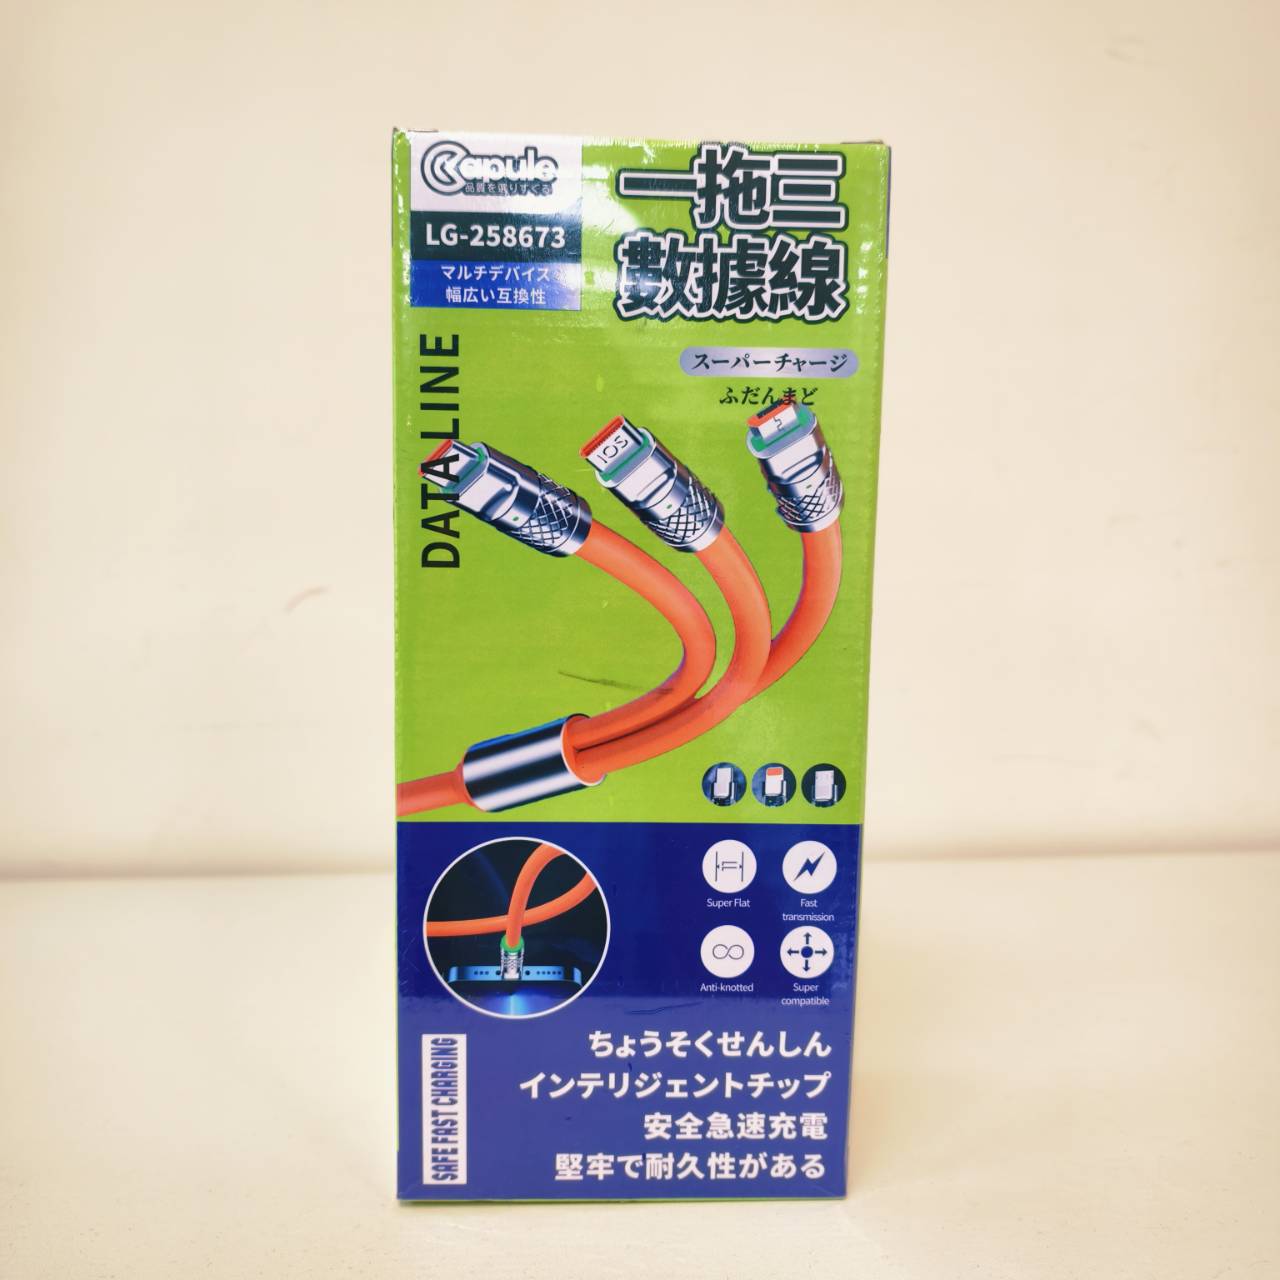 Capule
品質を選りすぐる
LG-258673
マルチデバイス
幅広い互換性
一拖三
數據線
スーパーチャージ
ふだんまど
DATA LINE
IOS
Super Flat
Fast
transmission
Anti-knotted
Super
compatible
SAFE FAST CHARGING
ちょうそくせんしん
インテリジェントチップ
安全急速充電
堅牢で耐久性がある